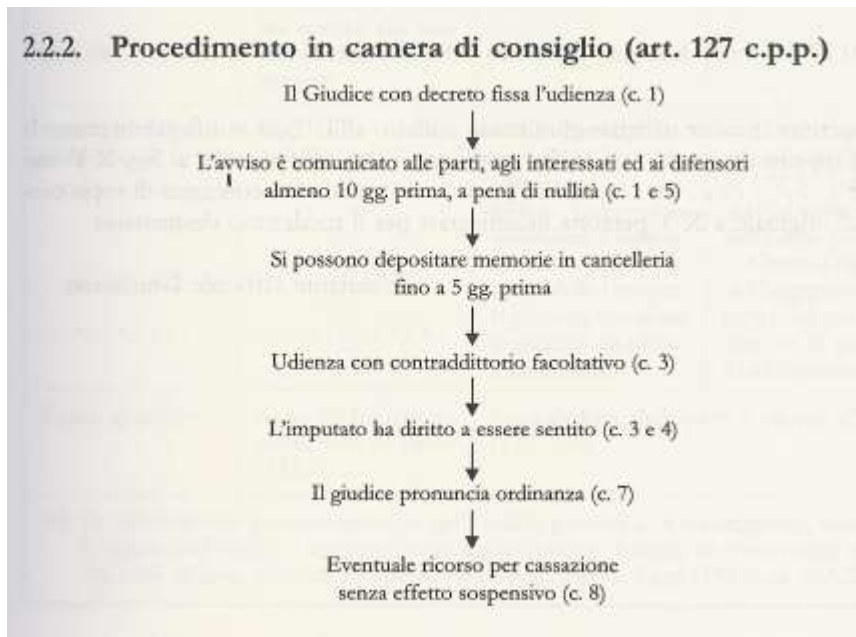 2.2.2. Procedimento in camera di consiglio (art. 127 c.p.p.)
Il Giudice con decreto fissa l'udienza (c. 1)
L'avviso è comunicato alle parti, agli interessati ed ai difensori
almeno 10 gg. prima, a pena di nullità (c. 1 e 5)
Si possono depositare memorie in cancelleria
fino a 5 gg. prima
Udienza con contraddittorio facoltativo (c. 3)
L'imputato ha diritto a essere sentito (c. 3 e 4)
Il giudice pronuncia ordinanza (c. 7)
Eventuale ricorso per cassazione
senza effetto sospensivo (c. 8)